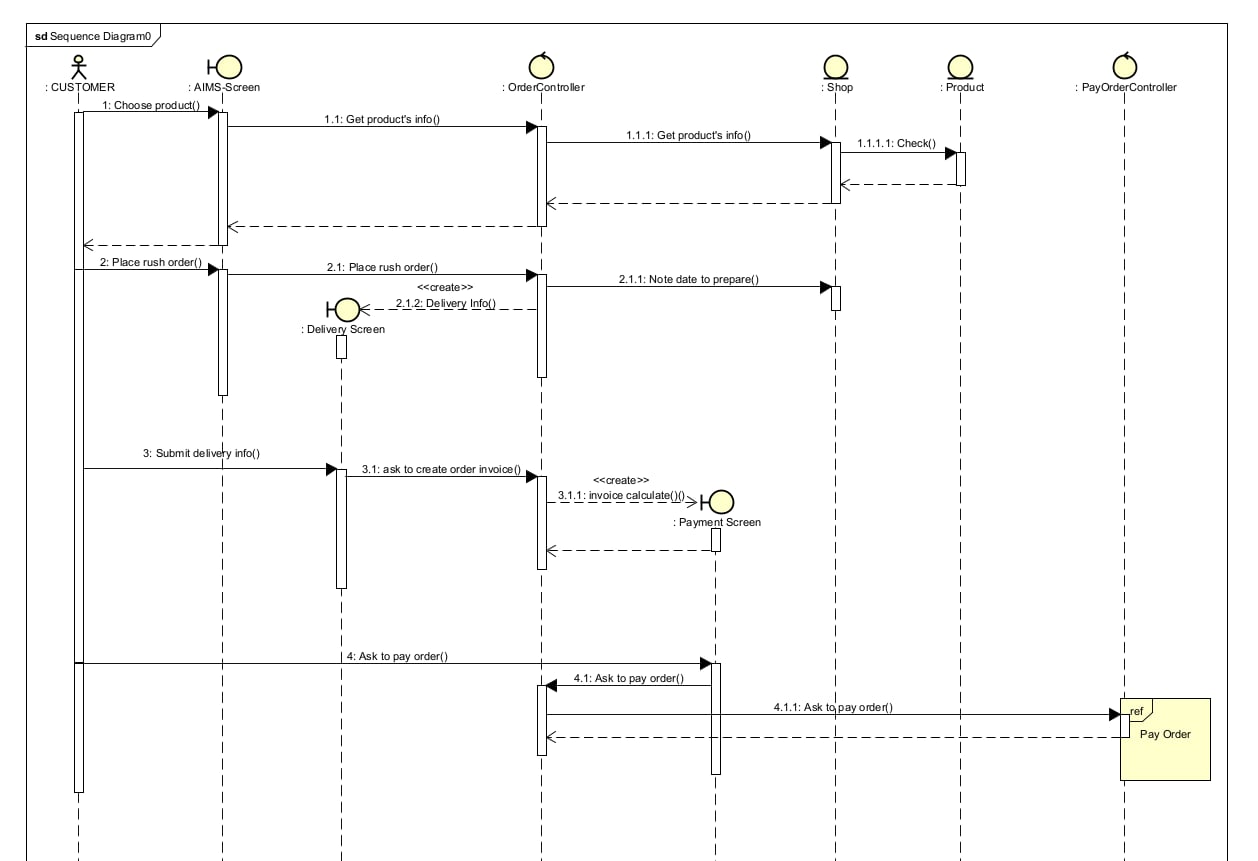 sd Sequence Diagram0
: CUSTOMER
: AIMS-Screen
: OrderController
: Shop
: Product
: PayOrderController
1: Choose product()
1.1: Get product's info()
1.1.1: Get product's info()
1.1.1.1: Check()
2: Place rush order()
2.1: Place rush order()
2.1.1: Note date to prepare()
<<create>>
2.1.2: Delivery Info()
: Delivery Screen
3: Submit delivery info()
3.1: ask to create order invoice()
<<create>>
3.1.1: invoice calculate()()
: Payment Screen
4: Ask to pay order()
4.1: Ask to pay order()
4.1.1: Ask to pay order()
ref
Pay Order